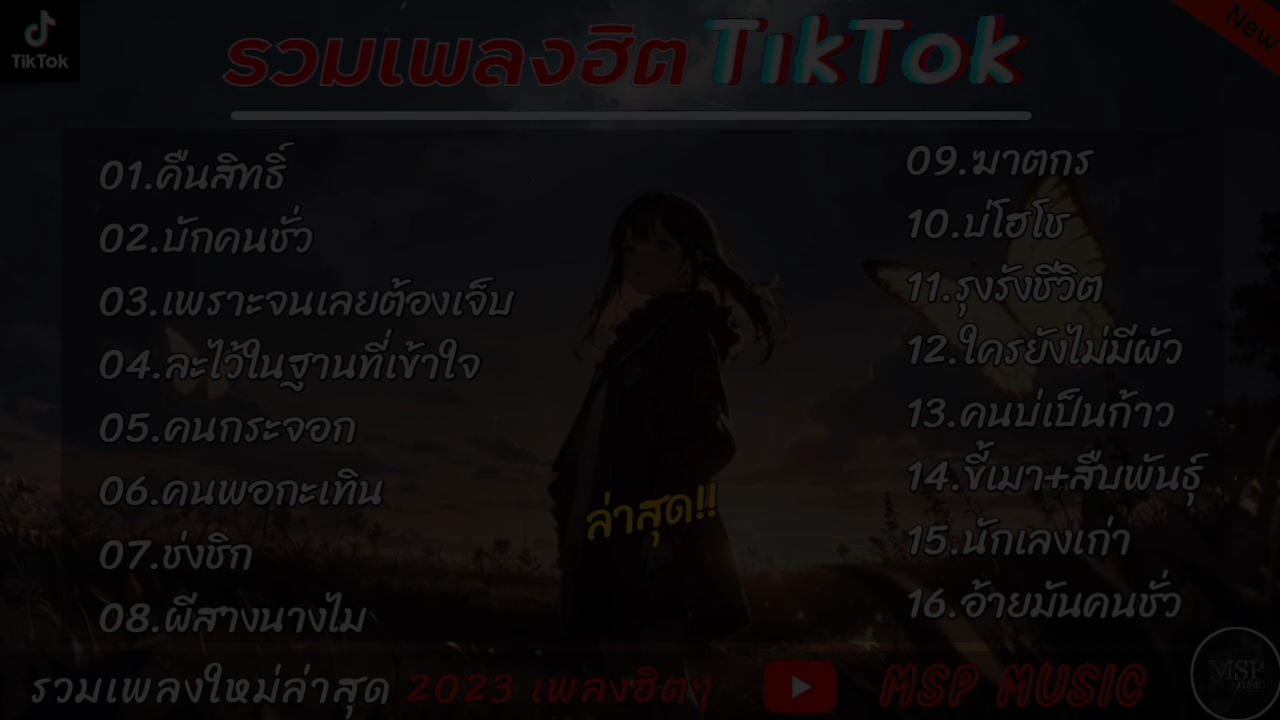 TikTok
รวมเพลงฮิต TikTok
New
01.คืนสิทธิ์
02.บักคนชั่ว
03.เพราะจนเลยต้องเจ็บ
04.ละไว้ในฐานที่เข้าใจ
05.คนกระจอก
06.คนพอกะเทิน
07.ช่งชิก
08.ผีสางนางไม
09.ฆาตกร
10.บ่โฮโช
11.รุงรังชีวิต
12.ใครยังไม่มีผัว
13.คนบ่เป็นก้าว
14.ขี้เมา+สืบพันธุ์
15.นักเลงเก่า
16.อ้ายมันคนชั่ว
ล่าสุด!!
รวมเพลงใหม่ล่าสุด 2023 เพลงฮิตๆ
MSP MUSIC
MSP
MUSIC